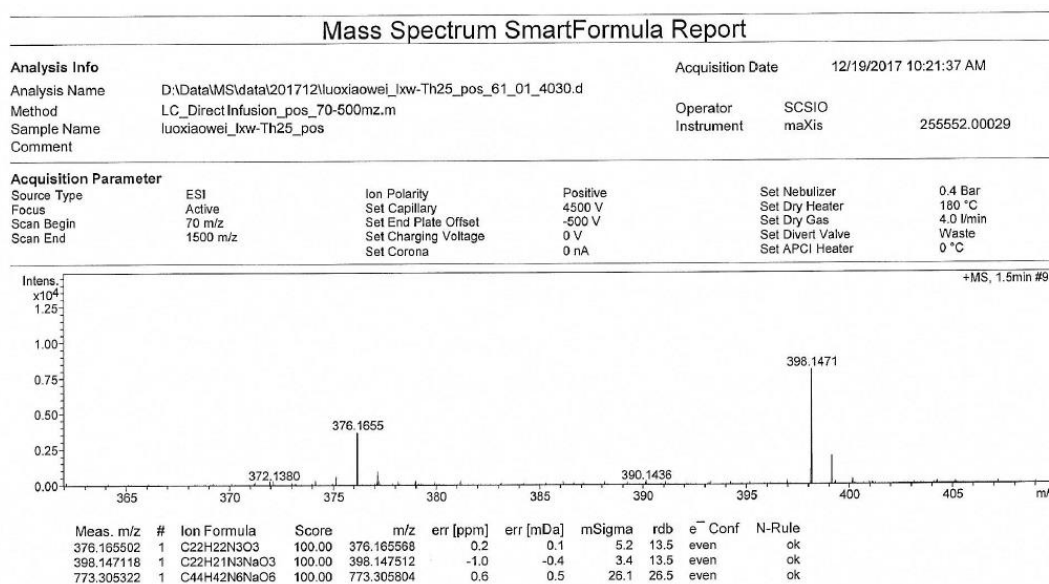 Mass Spectrum SmartFormula Report
Analysis Info
Acquisition Date 12/19/2017 10:21:37 AM
Analysis Name D:\Data\MS\data\201712\luoxiaowei_lxw-Th25_pos_61_01_4030.d
Method LC_Direct Infusion_pos_70-500mz.m
Operator SCSIO
Sample Name luoxiaowei_lxw-Th25_pos
Instrument maXis 255552.00029
Comment
Acquisition Parameter
Source Type ESI Ion Polarity Positive Set Nebulizer 0.4 Bar
Focus Active Set Capillary 4500 V Set Dry Heater 180 °C
Scan Begin 70 m/z Set End Plate Offset -500 V Set Dry Gas 4.0 l/min
Scan End 1500 m/z Set Charging Voltage 0 V Set Divert Valve Waste
Set Corona 0 nA Set APCI Heater 0 °C
Intens. +MS, 1.5min #9
x10⁴
1.25
1.00
398.1471
0.75
0.50
376.1655
0.25
372.1380 390.1436
0.00
365 370 375 380 385 390 395 400 405 m/
Meas. m/z # Ion Formula Score m/z err [ppm] err [mDa] mSigma rdb e⁻ Conf N-Rule
376.165502 1 C22H22N3O3 100.00 376.165568 0.2 0.1 5.2 13.5 even ok
398.147118 1 C22H21N3NaO3 100.00 398.147512 -1.0 -0.4 3.4 13.5 even ok
773.305322 1 C44H42N6NaO6 100.00 773.305804 0.6 0.5 26.1 26.5 even ok